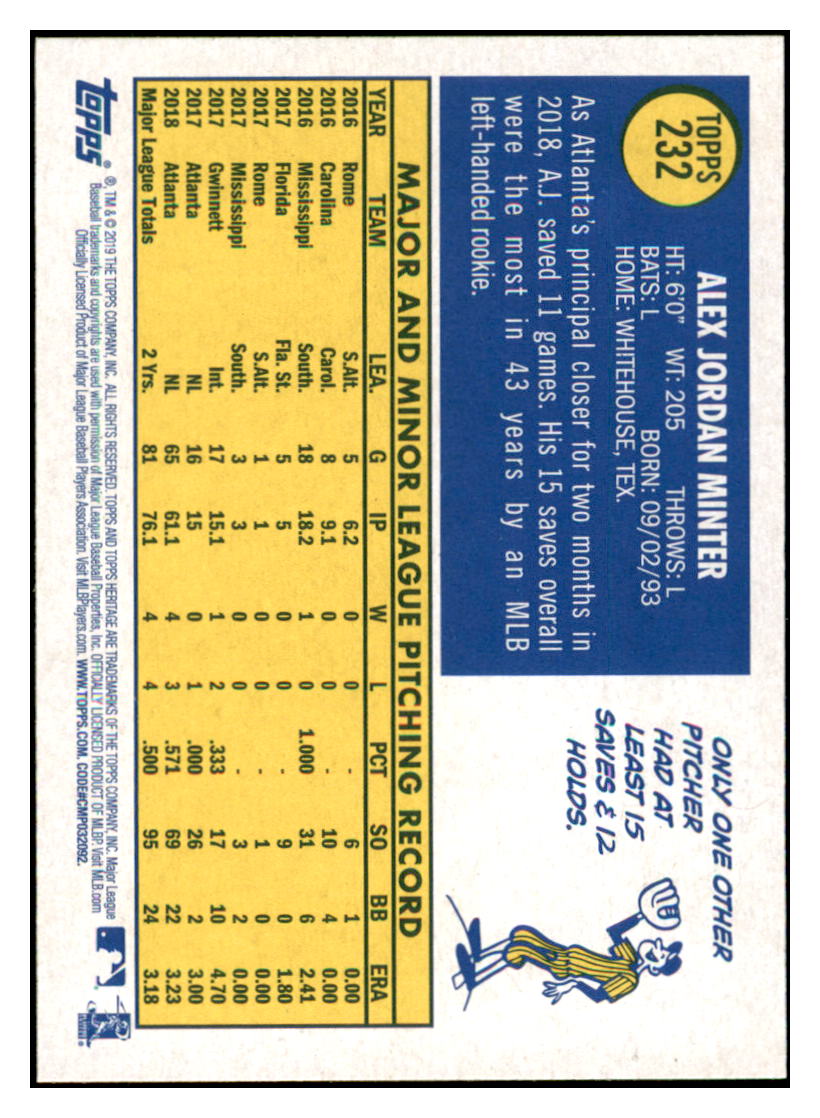 TOPPS
232
ALEX JORDAN MINTER
HT: 6'0" WT: 205 THROWS: L
BATS: L BORN: 09/02/93
HOME: WHITEHOUSE, TEX.
As Atlanta's principal closer for two months in
2018, A.J. saved 11 games. His 15 saves overall
were the most in 43 years by an MLB
left-handed rookie.
ONLY ONE OTHER
PITCHER
HAD AT
LEAST 15
SAVES & 12
HOLDS.
MAJOR AND MINOR LEAGUE PITCHING RECORD
YEAR TEAM LEA. G IP W L PCT SO BB ERA
2016 Rome S.Alt. 5 6.2 0 0 - 6 1 0.00
2016 Carolina Carol. 8 9.1 0 0 - 10 4 0.00
2016 Mississippi South. 18 18.2 1 0 1.000 31 6 2.41
2017 Florida Fla. St. 5 5 0 0 - 9 0 1.80
2017 Rome S.Alt. 1 1 0 0 - 1 0 0.00
2017 Mississippi South. 3 3 0 0 - 3 2 0.00
2017 Gwinnett Int. 17 15.1 1 2 .333 17 10 4.70
2017 Atlanta NL 16 15 0 1 .000 26 2 3.00
2018 Atlanta NL 65 61.1 4 3 .571 69 22 3.23
Major League Totals 2 Yrs. 81 76.1 4 4 .500 95 24 3.18
topps ®
®, TM & © 2019 THE TOPPS COMPANY, INC. ALL RIGHTS RESERVED. TOPPS AND TOPPS HERITAGE ARE TRADEMARKS OF THE TOPPS COMPANY, INC. Major League
Baseball trademarks and copyrights are used with permission of Major League Baseball Properties, Inc. OFFICIALLY LICENSED PRODUCT OF MLBP. Visit MLB.com
Officially Licensed Product of Major League Baseball Players Association. Visit MLBPlayers.com. WWW.TOPPS.COM. CODE#CMP032092.